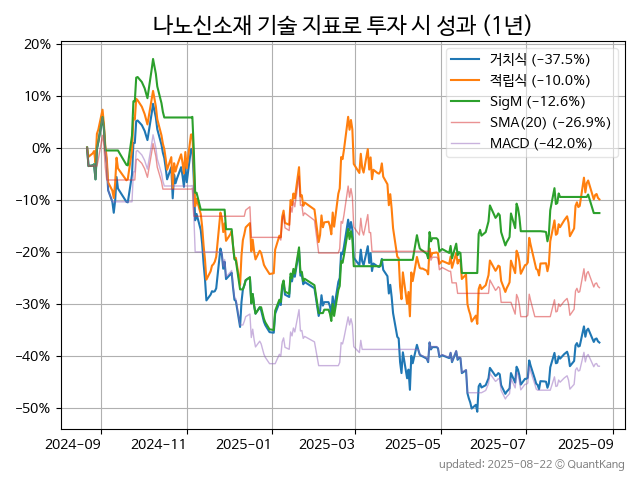 나노신소재 기술 지표로 투자 시 성과 (1년)
거치식 (−37.5%)
적립식 (−10.0%)
SigM (−12.6%)
SMA(20) (−26.9%)
MACD (−42.0%)
20%
10%
0%
−10%
−20%
−30%
−40%
−50%
2024-09 2024-11 2025-01 2025-03 2025-05 2025-07 2025-09
updated: 2025-08-22 © QuantKang